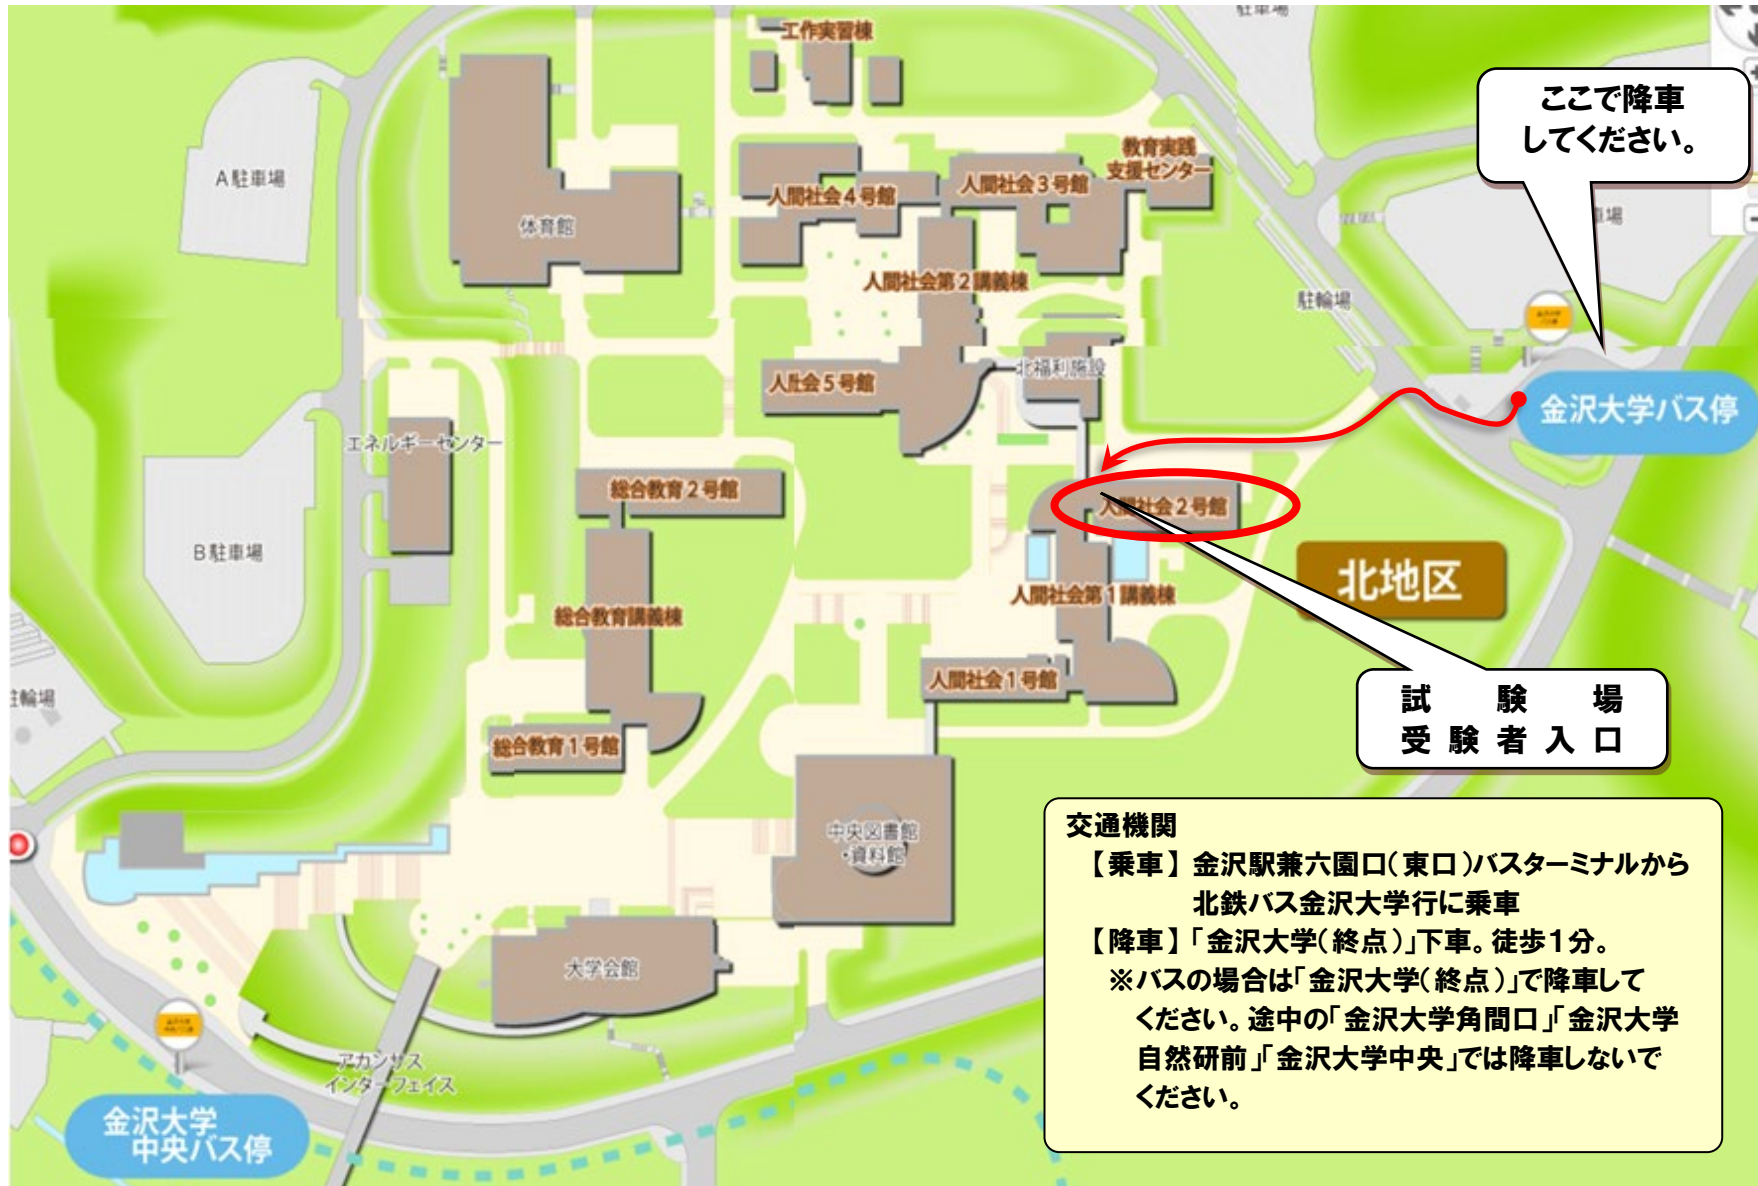 工作実習棟
駐車場
ここで降車
してください。
A駐車場
体育館
人間社会4号館
人間社会3号館
教育実践
支援センター
車場
人間社会第2講義棟
駐輪場
北福利施設
人社会5号館
金沢大学バス停
エネルギーセンター
総合教育2号館
人間社会2号館
B駐車場
北地区
総合教育講義棟
人間社会第1講義棟
人間社会1号館
駐輪場
試験場
受験者入口
総合教育1号館
中央図書館
・資料館
大学会館
アカンサス
インターフェイス
金沢大学
中央バス停
交通機関
【乗車】金沢駅兼六園口(東口)バスターミナルから
北鉄バス金沢大学行に乗車
【降車】「金沢大学(終点)」下車。徒歩1分。
※バスの場合は「金沢大学(終点)」で降車して
ください。途中の「金沢大学角間口」「金沢大学
自然研前」「金沢大学中央」では降車しないで
ください。